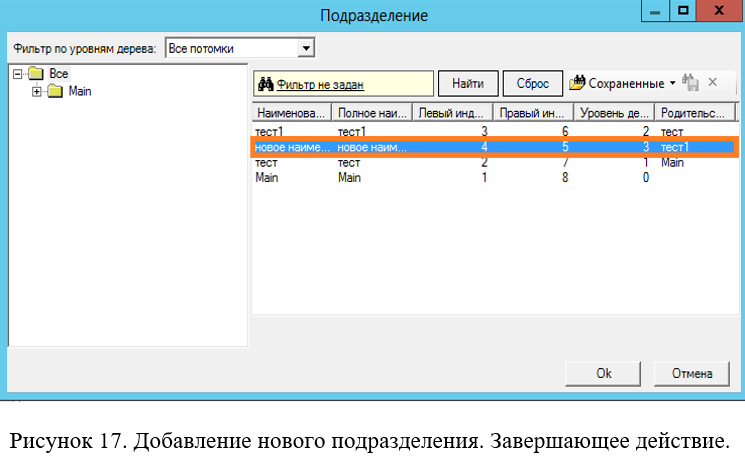 Подразделение
Фильтр по уровням дерева: Все потомки
Все
Main
Фильтр не задан Найти Сброс Сохраненные
Наименова... Полное наи... Левый инд... Правый ин... Уровень де... Родительс...
тест1 тест1 3 6 2 тест
новое наиме... новое наим... 4 5 3 тест1
тест тест 2 7 1 Main
Main Main 1 8 0
Ok Отмена
Рисунок 17. Добавление нового подразделения. Завершающее действие.